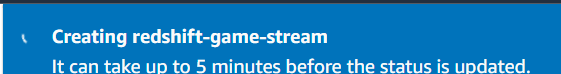 Creating redshift-game-stream
It can take up to 5 minutes before the status is updated.